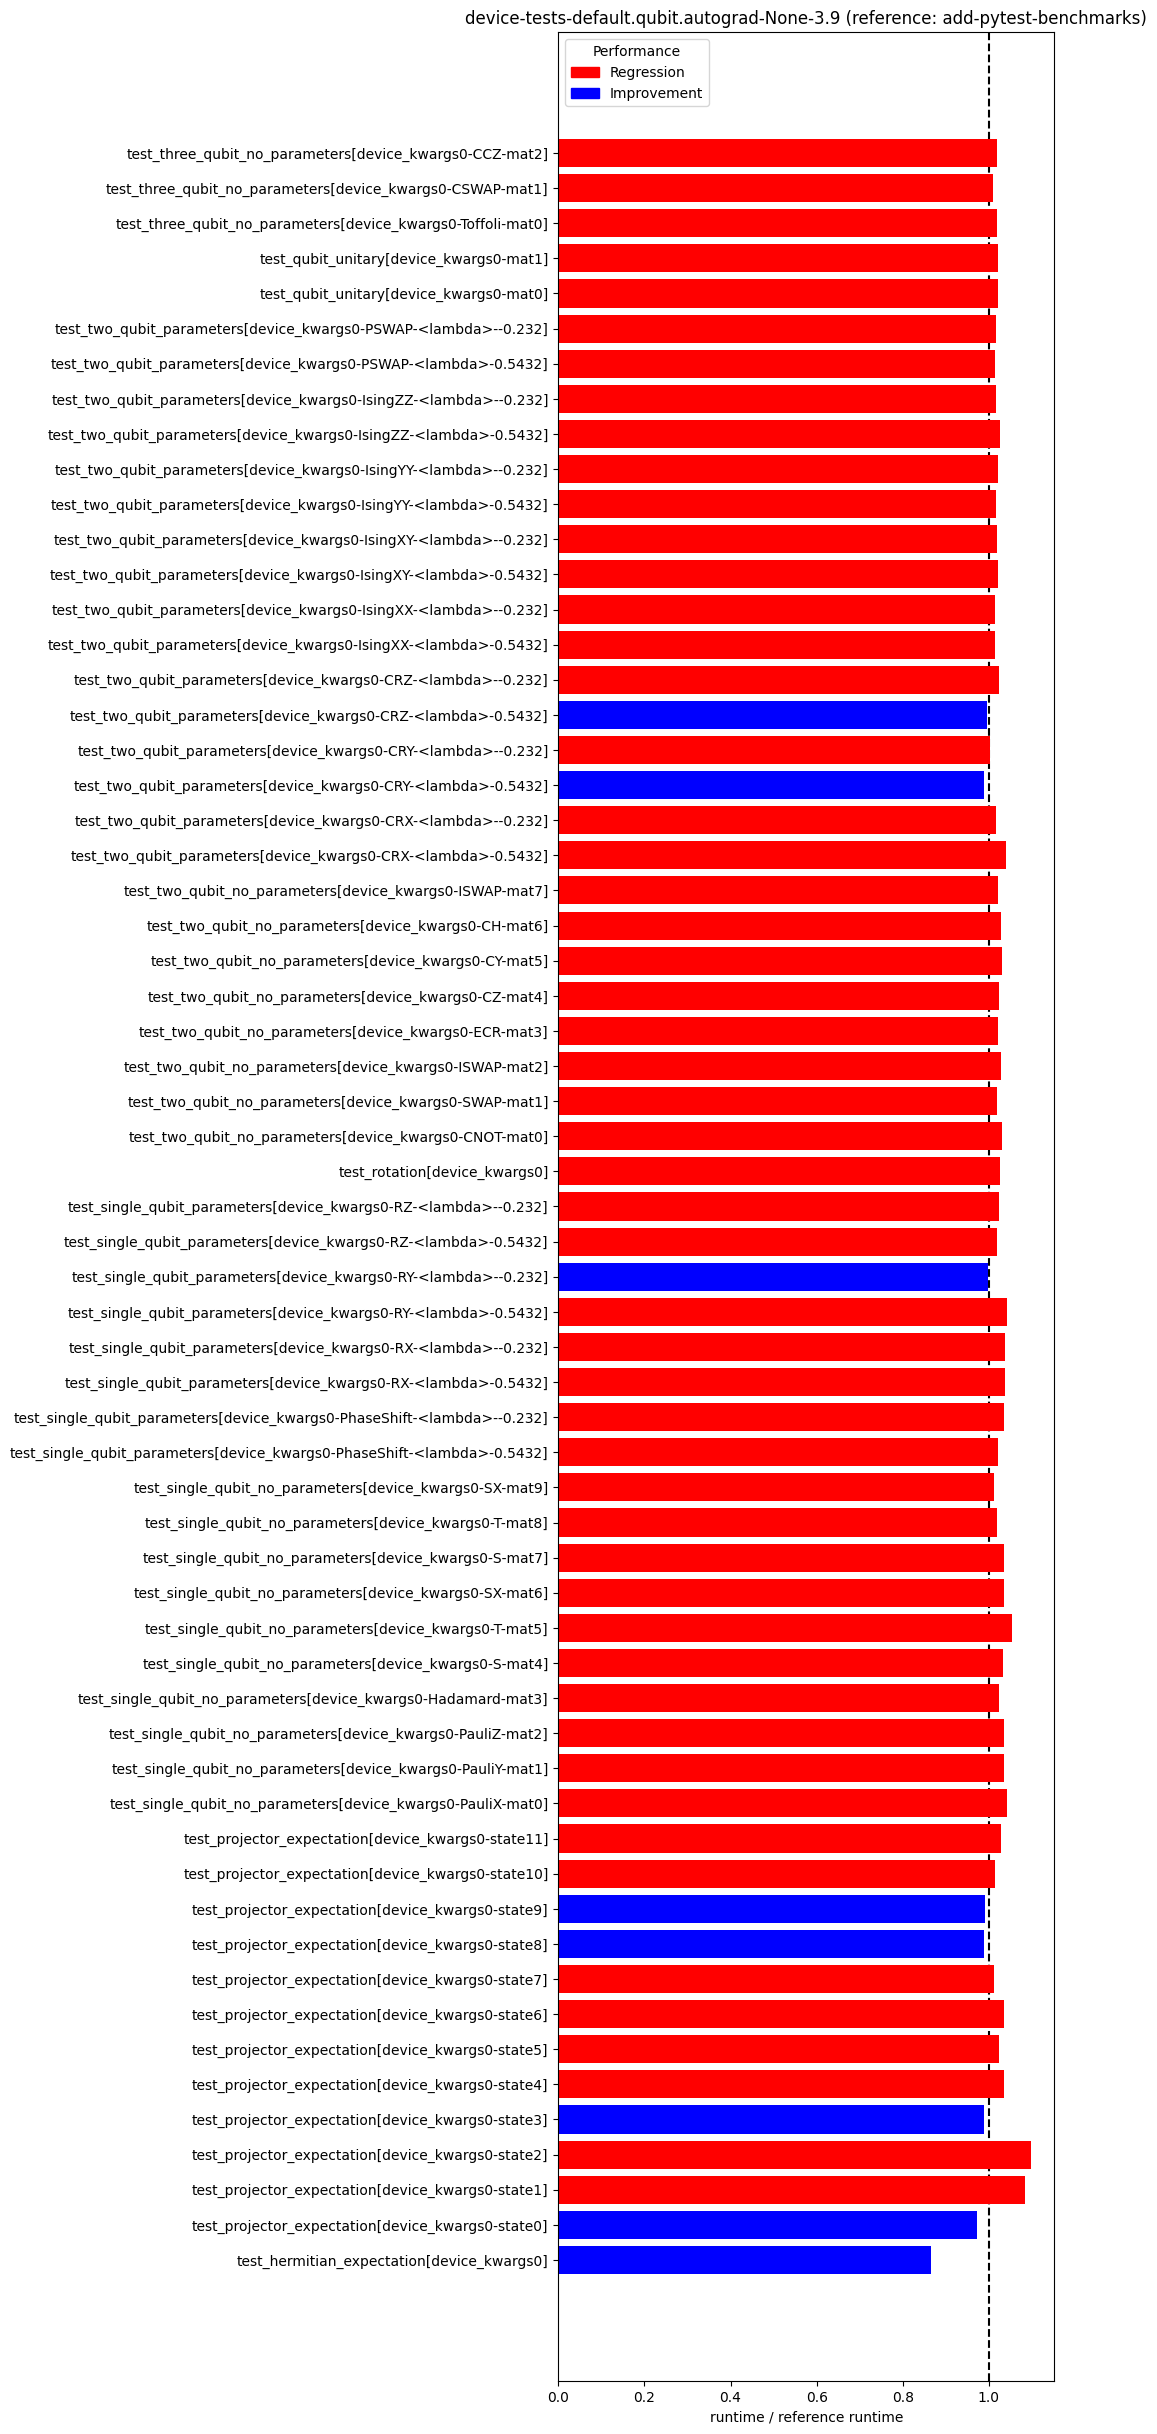 device-tests-default.qubit.autograd-None-3.9 (reference: add-pytest-benchmarks)
Performance
Regression
Improvement
test_three_qubit_no_parameters[device_kwargs0-CCZ-mat2]
test_three_qubit_no_parameters[device_kwargs0-CSWAP-mat1]
test_three_qubit_no_parameters[device_kwargs0-Toffoli-mat0]
test_qubit_unitary[device_kwargs0-mat1]
test_qubit_unitary[device_kwargs0-mat0]
test_two_qubit_parameters[device_kwargs0-PSWAP-<lambda>--0.232]
test_two_qubit_parameters[device_kwargs0-PSWAP-<lambda>-0.5432]
test_two_qubit_parameters[device_kwargs0-IsingZZ-<lambda>--0.232]
test_two_qubit_parameters[device_kwargs0-IsingZZ-<lambda>-0.5432]
test_two_qubit_parameters[device_kwargs0-IsingYY-<lambda>--0.232]
test_two_qubit_parameters[device_kwargs0-IsingYY-<lambda>-0.5432]
test_two_qubit_parameters[device_kwargs0-IsingXY-<lambda>--0.232]
test_two_qubit_parameters[device_kwargs0-IsingXY-<lambda>-0.5432]
test_two_qubit_parameters[device_kwargs0-IsingXX-<lambda>--0.232]
test_two_qubit_parameters[device_kwargs0-IsingXX-<lambda>-0.5432]
test_two_qubit_parameters[device_kwargs0-CRZ-<lambda>--0.232]
test_two_qubit_parameters[device_kwargs0-CRZ-<lambda>-0.5432]
test_two_qubit_parameters[device_kwargs0-CRY-<lambda>--0.232]
test_two_qubit_parameters[device_kwargs0-CRY-<lambda>-0.5432]
test_two_qubit_parameters[device_kwargs0-CRX-<lambda>--0.232]
test_two_qubit_parameters[device_kwargs0-CRX-<lambda>-0.5432]
test_two_qubit_no_parameters[device_kwargs0-ISWAP-mat7]
test_two_qubit_no_parameters[device_kwargs0-CH-mat6]
test_two_qubit_no_parameters[device_kwargs0-CY-mat5]
test_two_qubit_no_parameters[device_kwargs0-CZ-mat4]
test_two_qubit_no_parameters[device_kwargs0-ECR-mat3]
test_two_qubit_no_parameters[device_kwargs0-ISWAP-mat2]
test_two_qubit_no_parameters[device_kwargs0-SWAP-mat1]
test_two_qubit_no_parameters[device_kwargs0-CNOT-mat0]
test_rotation[device_kwargs0]
test_single_qubit_parameters[device_kwargs0-RZ-<lambda>--0.232]
test_single_qubit_parameters[device_kwargs0-RZ-<lambda>-0.5432]
test_single_qubit_parameters[device_kwargs0-RY-<lambda>--0.232]
test_single_qubit_parameters[device_kwargs0-RY-<lambda>-0.5432]
test_single_qubit_parameters[device_kwargs0-RX-<lambda>--0.232]
test_single_qubit_parameters[device_kwargs0-RX-<lambda>-0.5432]
test_single_qubit_parameters[device_kwargs0-PhaseShift-<lambda>--0.232]
test_single_qubit_parameters[device_kwargs0-PhaseShift-<lambda>-0.5432]
test_single_qubit_no_parameters[device_kwargs0-SX-mat9]
test_single_qubit_no_parameters[device_kwargs0-T-mat8]
test_single_qubit_no_parameters[device_kwargs0-S-mat7]
test_single_qubit_no_parameters[device_kwargs0-SX-mat6]
test_single_qubit_no_parameters[device_kwargs0-T-mat5]
test_single_qubit_no_parameters[device_kwargs0-S-mat4]
test_single_qubit_no_parameters[device_kwargs0-Hadamard-mat3]
test_single_qubit_no_parameters[device_kwargs0-PauliZ-mat2]
test_single_qubit_no_parameters[device_kwargs0-PauliY-mat1]
test_single_qubit_no_parameters[device_kwargs0-PauliX-mat0]
test_projector_expectation[device_kwargs0-state11]
test_projector_expectation[device_kwargs0-state10]
test_projector_expectation[device_kwargs0-state9]
test_projector_expectation[device_kwargs0-state8]
test_projector_expectation[device_kwargs0-state7]
test_projector_expectation[device_kwargs0-state6]
test_projector_expectation[device_kwargs0-state5]
test_projector_expectation[device_kwargs0-state4]
test_projector_expectation[device_kwargs0-state3]
test_projector_expectation[device_kwargs0-state2]
test_projector_expectation[device_kwargs0-state1]
test_projector_expectation[device_kwargs0-state0]
test_hermitian_expectation[device_kwargs0]
0.0 0.2 0.4 0.6 0.8 1.0
runtime / reference runtime